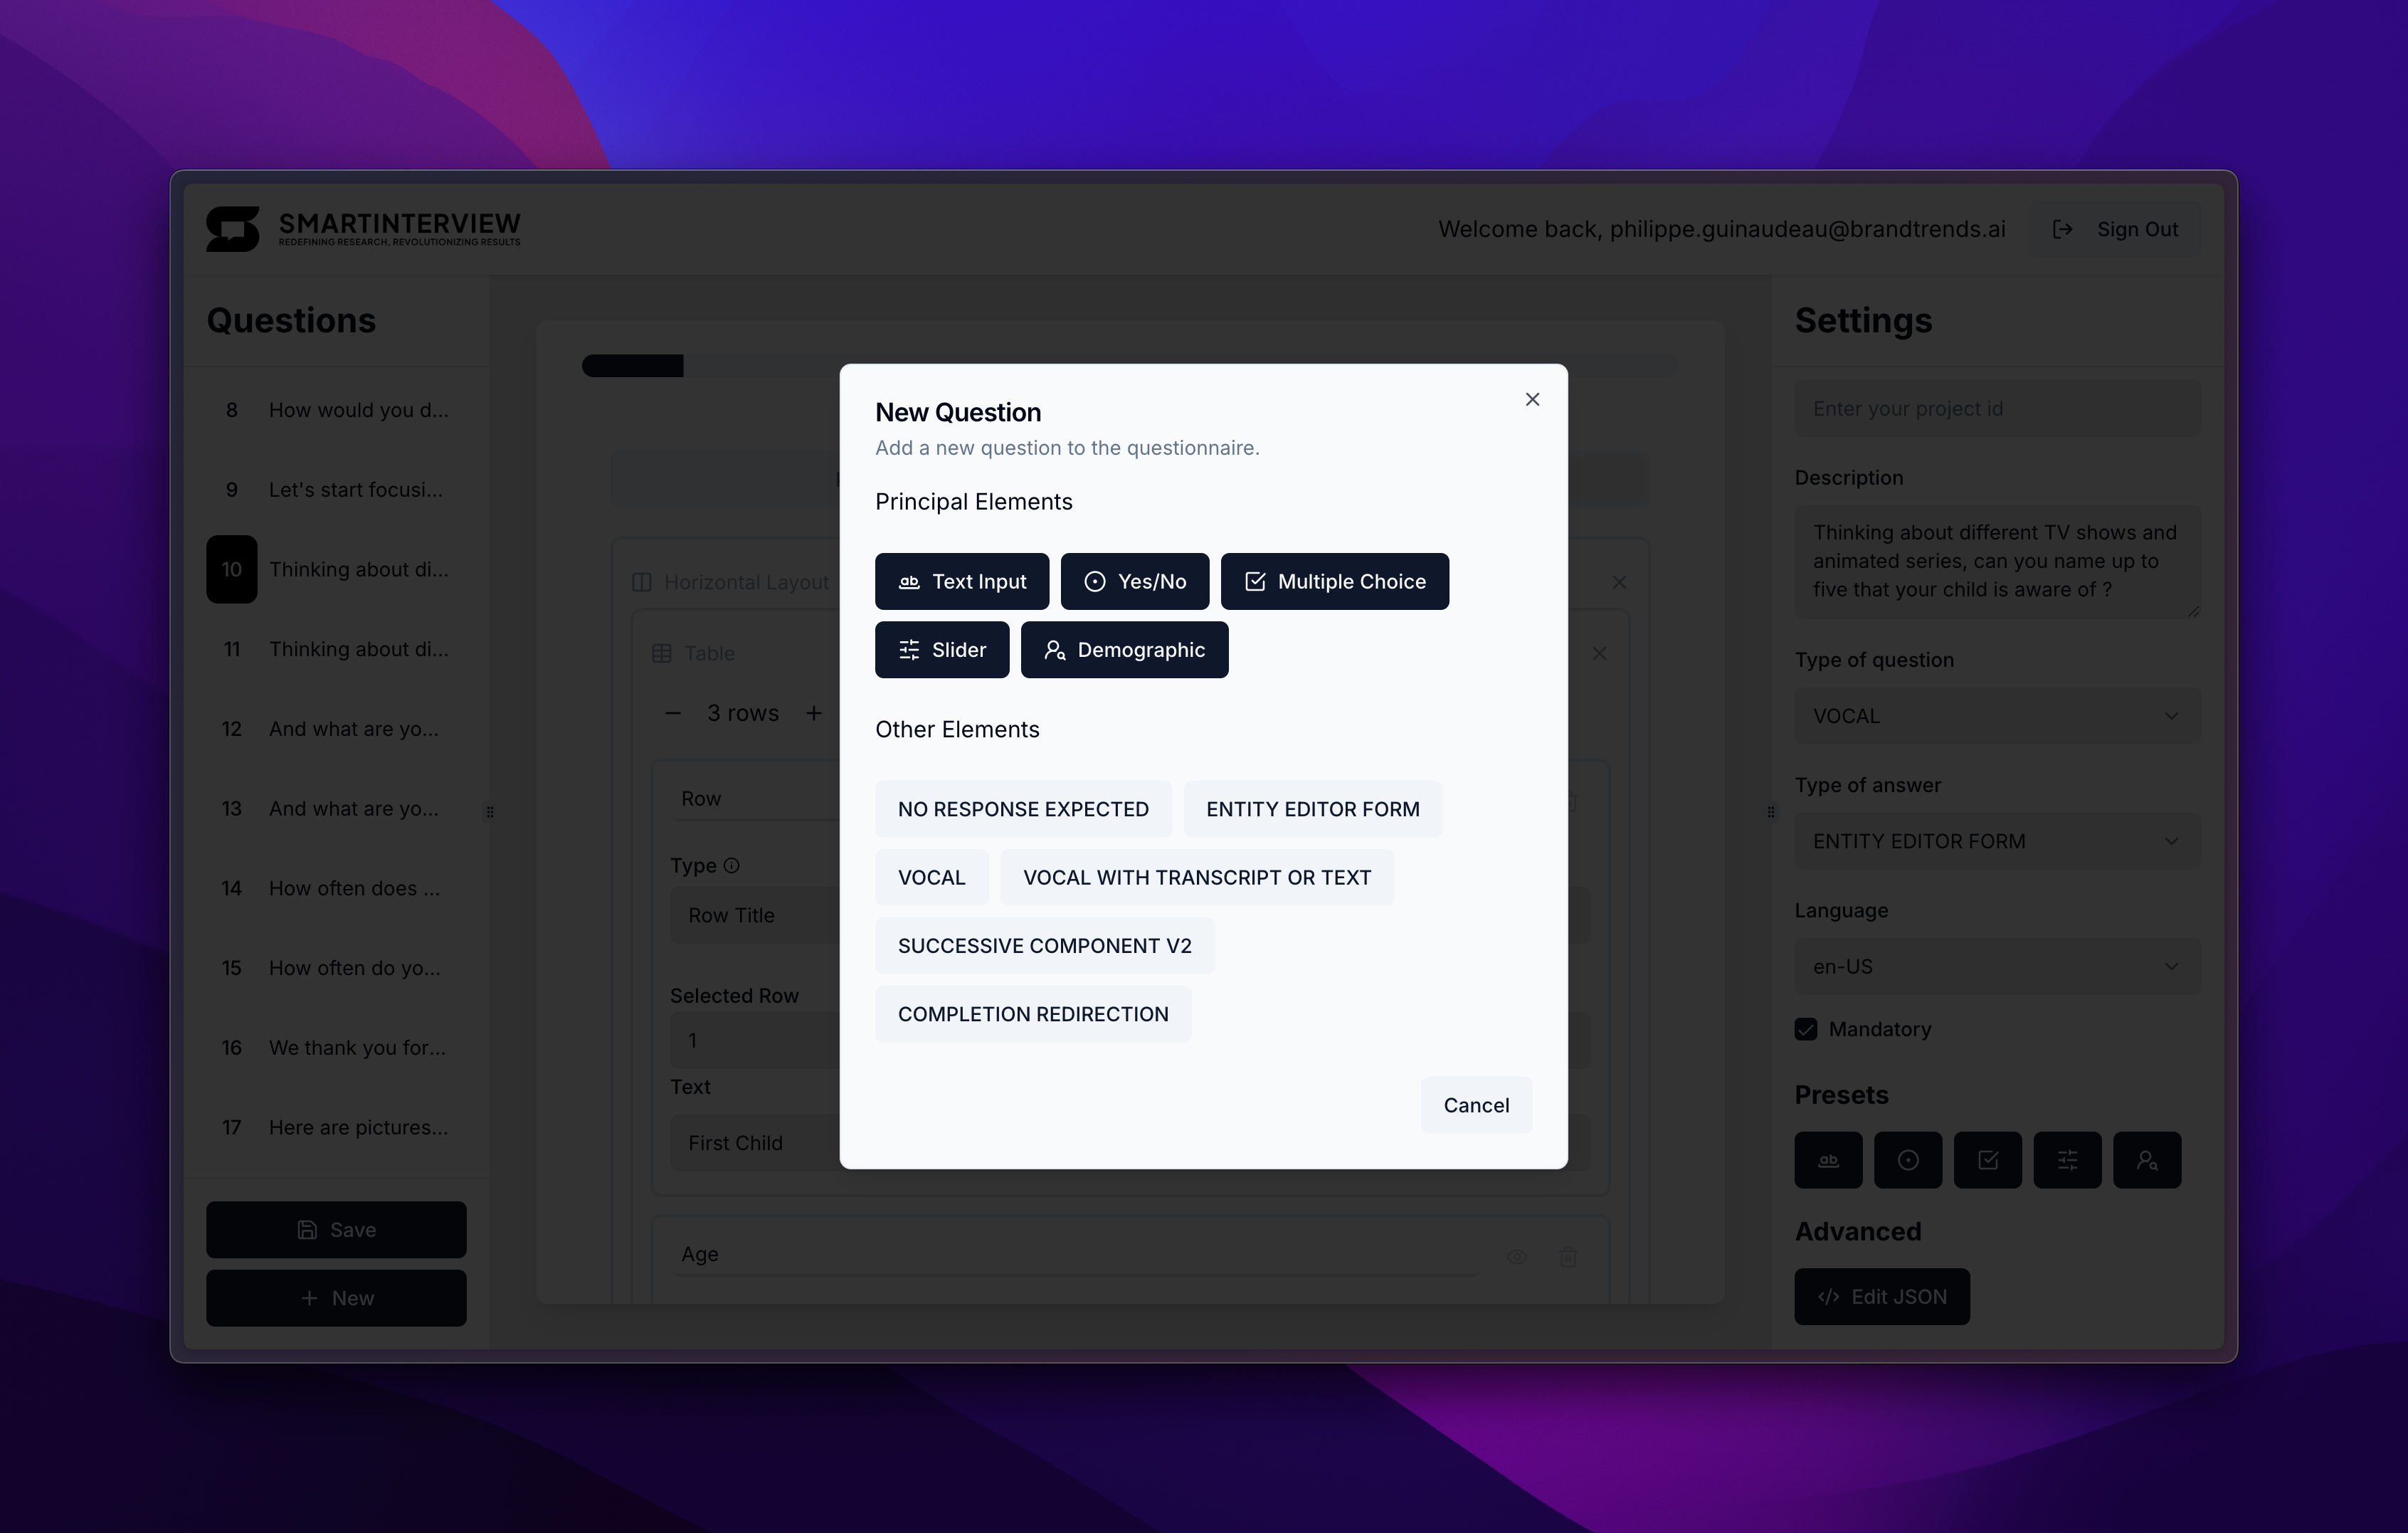 SMARTINTERVIEW
REDEFINING RESEARCH, REVOLUTIONIZING RESULTS
Welcome back, philippe.guinaudeau@brandtrends.ai
Sign Out
Questions
8 How would you d...
9 Let's start focusi...
10 Thinking about di...
11 Thinking about di...
12 And what are yo...
13 And what are yo...
14 How often does ...
15 How often do yo...
16 We thank you for...
17 Here are pictures...
Save
New
Horizontal Layout
Table
3 rows
Row
Type
Row Title
Selected Row
1
Text
First Child
Age
New Question
Add a new question to the questionnaire.
Principal Elements
ab Text Input
Yes/No
Multiple Choice
Slider
Demographic
Other Elements
NO RESPONSE EXPECTED
ENTITY EDITOR FORM
VOCAL
VOCAL WITH TRANSCRIPT OR TEXT
SUCCESSIVE COMPONENT V2
COMPLETION REDIRECTION
Cancel
Settings
Enter your project id
Description
Thinking about different TV shows and
animated series, can you name up to
five that your child is aware of ?
Type of question
VOCAL
Type of answer
ENTITY EDITOR FORM
Language
en-US
Mandatory
Presets
ab
Advanced
Edit JSON